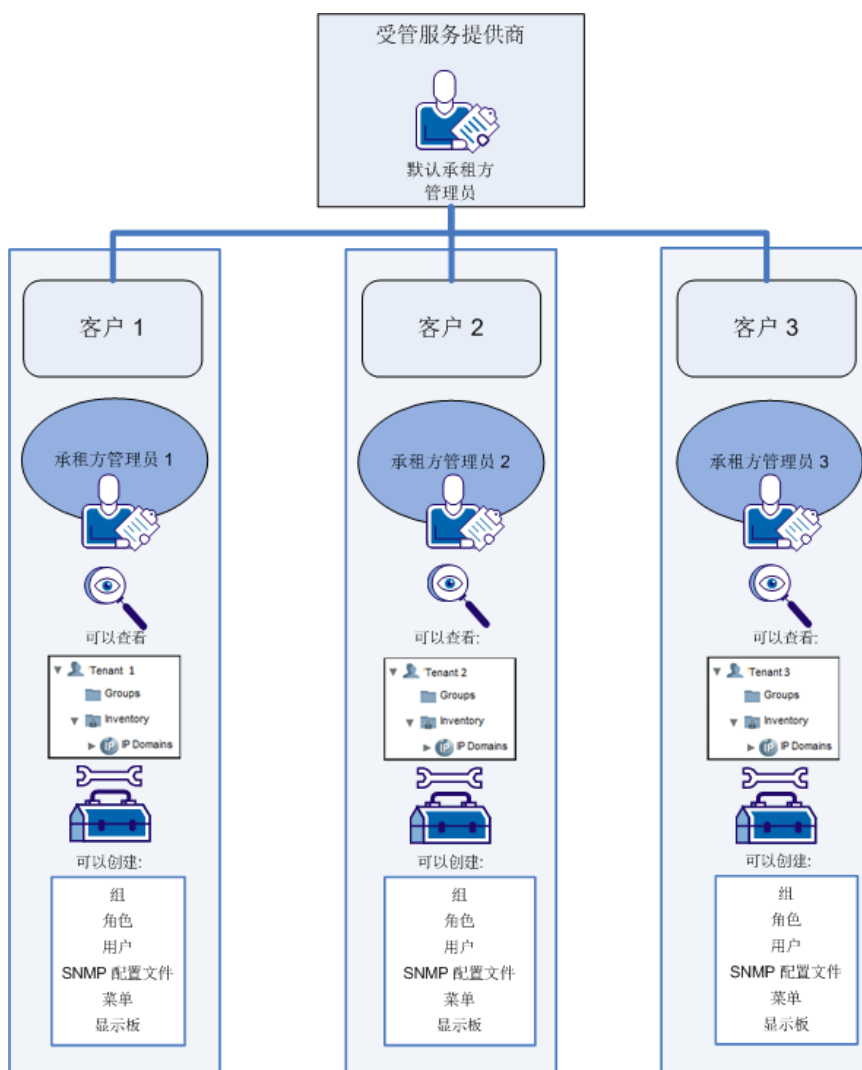 受管服务提供商
默认承租方
管理员
客户 1
承租方管理员 1
可以查看
Tenant 1
Groups
Inventory
IP
IP Domains
可以创建:
组
角色
用户
SNMP 配置文件
菜单
显示板
客户 2
承租方管理员 2
可以查看:
Tenant 2
Groups
Inventory
IP
IP Domains
可以创建:
组
角色
用户
SNMP 配置文件
菜单
显示板
客户 3
承租方管理员 3
可以查看:
Tenant 3
Groups
Inventory
IP
IP Domains
可以创建:
组
角色
用户
SNMP 配置文件
菜单
显示板